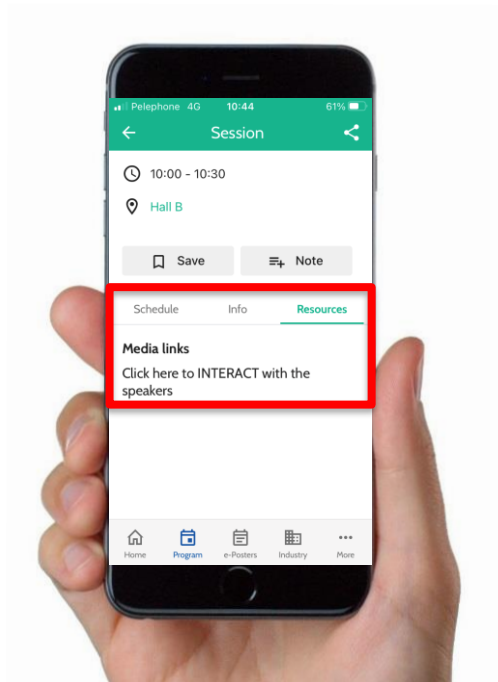 Pelephone 4G 10:44 61%
Session
10:00 - 10:30
Hall B
Save Note
Schedule Info Resources
Media links
Click here to INTERACT with the
speakers
Home Program e-Posters Industry More